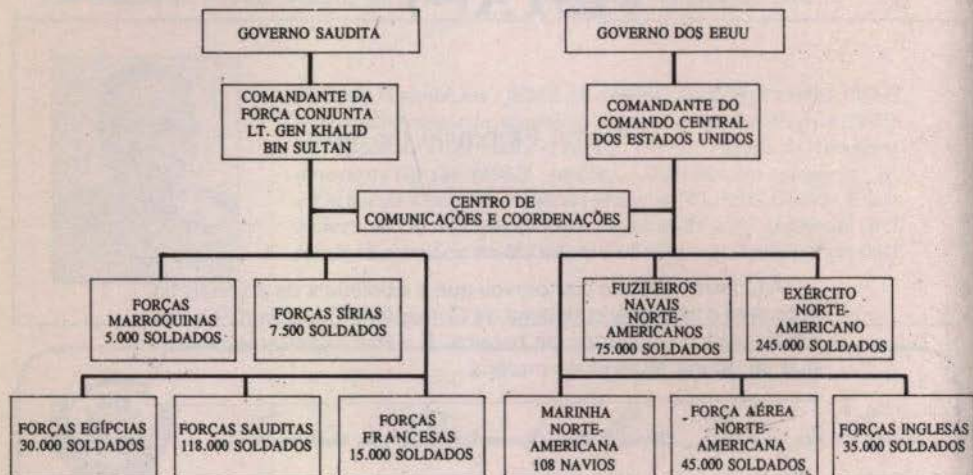 GOVERNO SAUDITA
GOVERNO DOS EEUU
COMANDANTE DA
FORÇA CONJUNTA
LT. GEN KHALID
BIN SULTAN
COMANDANTE DO
COMANDO CENTRAL
DOS ESTADOS UNIDOS
CENTRO DE
COMUNICAÇÕES E COORDENAÇÕES
FORÇAS
MARROQUINAS
5.000 SOLDADOS
FORÇAS SÍRIAS
7.500 SOLDADOS
FUZILEIROS
NAVAIS
NORTE-
AMERICANOS
75.000 SOLDADOS
EXÉRCITO
NORTE-
AMERICANO
245.000 SOLDADOS
FORÇAS EGÍPCIAS
30.000 SOLDADOS
FORÇAS SAUDITAS
118.000 SOLDADOS
FORÇAS
FRANCESAS
15.000 SOLDADOS
MARINHA
NORTE-
AMERICANA
108 NAVIOS
FORÇA AÉREA
NORTE-
AMERICANA
45.000 SOLDADOS
FORÇAS INGLESAS
35.000 SOLDADOS